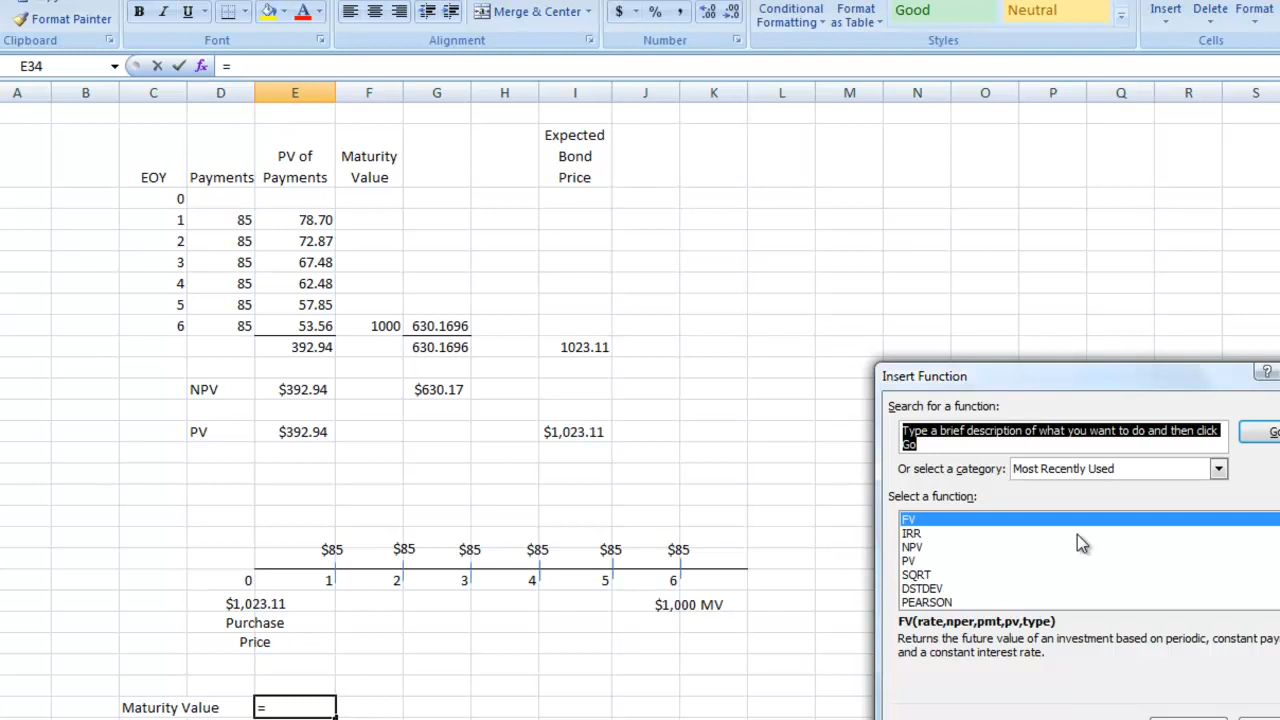 Format Painter
B I U A Merge & Center $ % , .00 Conditional Formatting Format as Table Good Neutral Insert Delete Format
Clipboard Font Alignment Number Styles Cells
E34 fx =
A B C D E F G H I J K L M N O P Q R S
EOY Payments PV of Payments Maturity Value Expected Bond Price
0
1 85 78.70
2 85 72.87
3 85 67.48
4 85 62.48
5 85 57.85
6 85 53.56 1000 630.1696
392.94 630.1696 1023.11
NPV $392.94 $630.17
PV $392.94 $1,023.11
$85 $85 $85 $85 $85 $85
0 1 2 3 4 5 6
$1,023.11 $1,000 MV
Purchase
Price
Maturity Value =
Insert Function ?
Search for a function:
Type a brief description of what you want to do and then click
Go
Or select a category: Most Recently Used
Select a function:
FV
IRR
NPV
PV
SQRT
DSTDEV
PEARSON
FV(rate,nper,pmt,pv,type)
Returns the future value of an investment based on periodic, constant pay
and a constant interest rate.